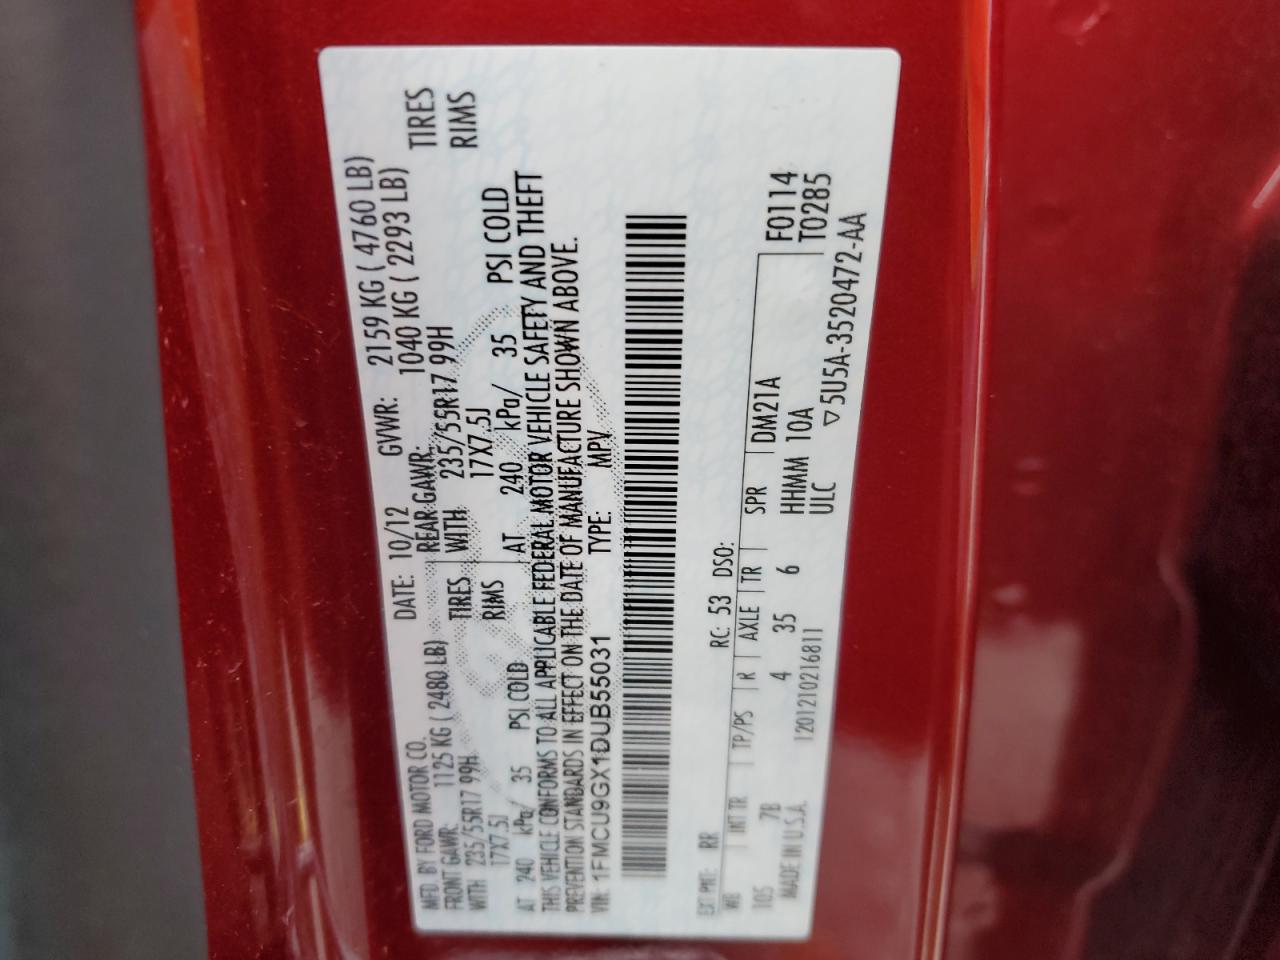 MFD. BY FORD MOTOR CO.
DATE: 10/12 GVWR: 2159 KG ( 4760 LB)
FRONT GAWR: 1125 KG ( 2480 LB) REAR GAWR: 1040 KG ( 2293 LB)
WITH 235/55R17 99H TIRES WITH 235/55R17 99H TIRES
17X7.5J RIMS 17X7.5J RIMS
AT 240 kPa/ 35 PSI COLD AT 240 kPa/ 35 PSI COLD
THIS VEHICLE CONFORMS TO ALL APPLICABLE FEDERAL MOTOR VEHICLE SAFETY AND THEFT
PREVENTION STANDARDS IN EFFECT ON THE DATE OF MANUFACTURE SHOWN ABOVE.
VIN: 1FMCU9GX1DUB55031 TYPE: MPV
EXT PNT: RR RC: 53 DSO:
WB INT TR TP/PS R AXLE TR SPR DM21A F0114
105 7B 4 35 6 HHMM 10A T0285
MADE IN U.S.A. 1201210216811 ULC ▽5U5A-3520472-AA